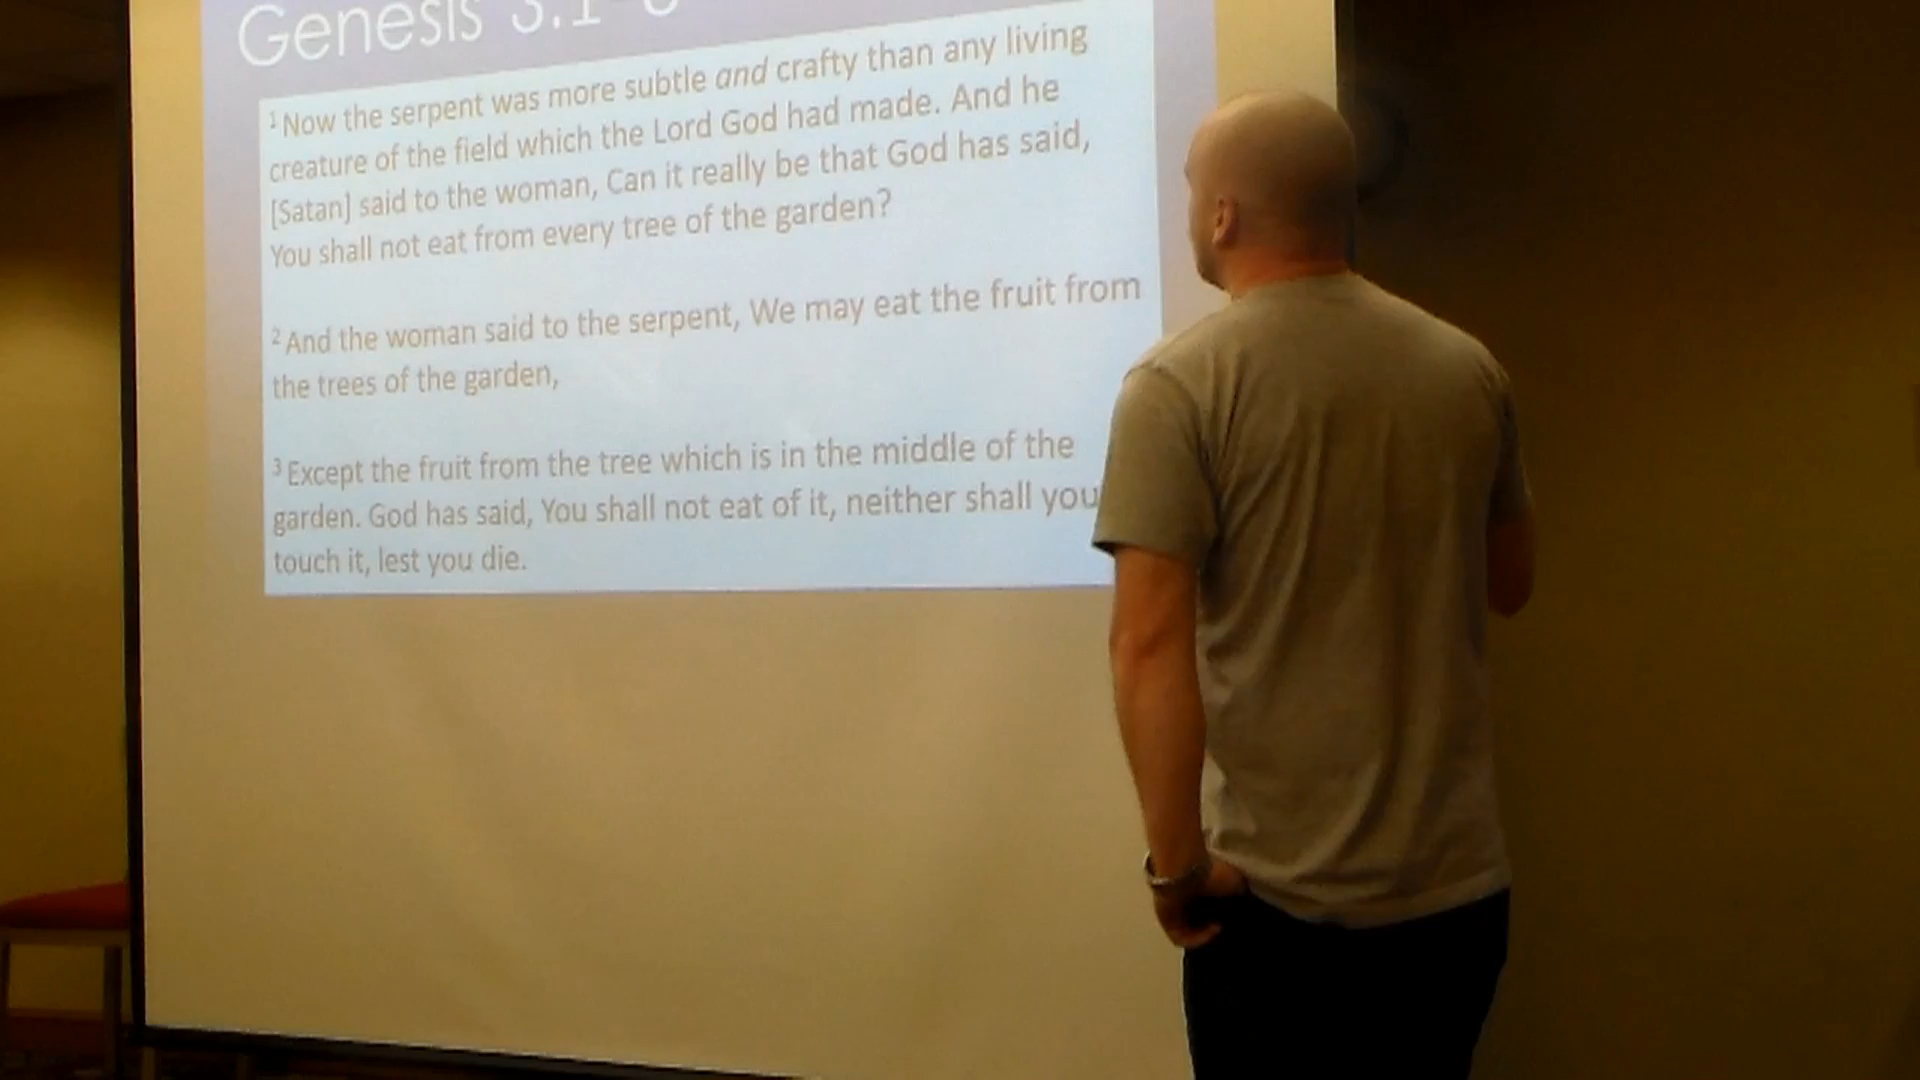 Genesis 3:1-
1 Now the serpent was more subtle and crafty than any living
creature of the field which the Lord God had made. And he
[Satan] said to the woman, Can it really be that God has said,
You shall not eat from every tree of the garden?
2 And the woman said to the serpent, We may eat the fruit from
the trees of the garden,
3 Except the fruit from the tree which is in the middle of the
garden. God has said, You shall not eat of it, neither shall you
touch it, lest you die.